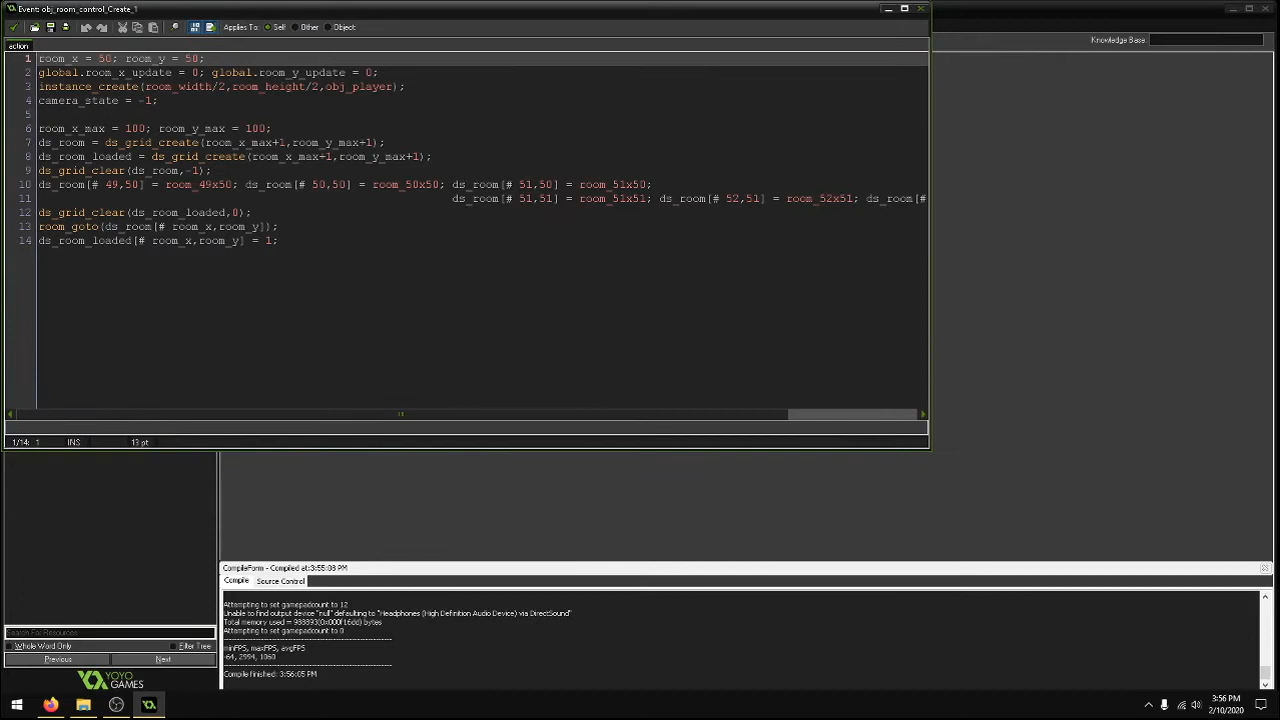 Event: obj_room_control_Create_1
Applies To: Self Other Object:
Knowledge Base:
action
1 room_x = 50; room_y = 50;
2 global.room_x_update = 0; global.room_y_update = 0;
3 instance_create(room_width/2,room_height/2,obj_player);
4 camera_state = -1;
5
6 room_x_max = 100; room_y_max = 100;
7 ds_room = ds_grid_create(room_x_max+1,room_y_max+1);
8 ds_room_loaded = ds_grid_create(room_x_max+1,room_y_max+1);
9 ds_grid_clear(ds_room,-1);
10 ds_room[# 49,50] = room_49x50; ds_room[# 50,50] = room_50x50; ds_room[# 51,50] = room_51x50;
11 ds_room[# 51,51] = room_51x51; ds_room[# 52,51] = room_52x51; ds_room[#
12 ds_grid_clear(ds_room_loaded,0);
13 room_goto(ds_room[# room_x,room_y]);
14 ds_room_loaded[# room_x,room_y] = 1;
1/14: 1 INS 13 pt
CompileForm - Compiled at:3:55:03 PM
Compile Source Control
Attempting to set gamepadcount to 12
Unable to find output device "null" defaulting to "Headphones (High Definition Audio Device) via DirectSound"
Total memory used = 988893(0x000f16dd) bytes
Attempting to set gamepadcount to 0
minFPS, maxFPS, avgFPS
-64, 2994, 1060
Compile finished: 3:56:05 PM
Search For Resources
Whole Word Only Filter Tree
Previous Next
YOYO
GAMES
3:56 PM
2/10/2020